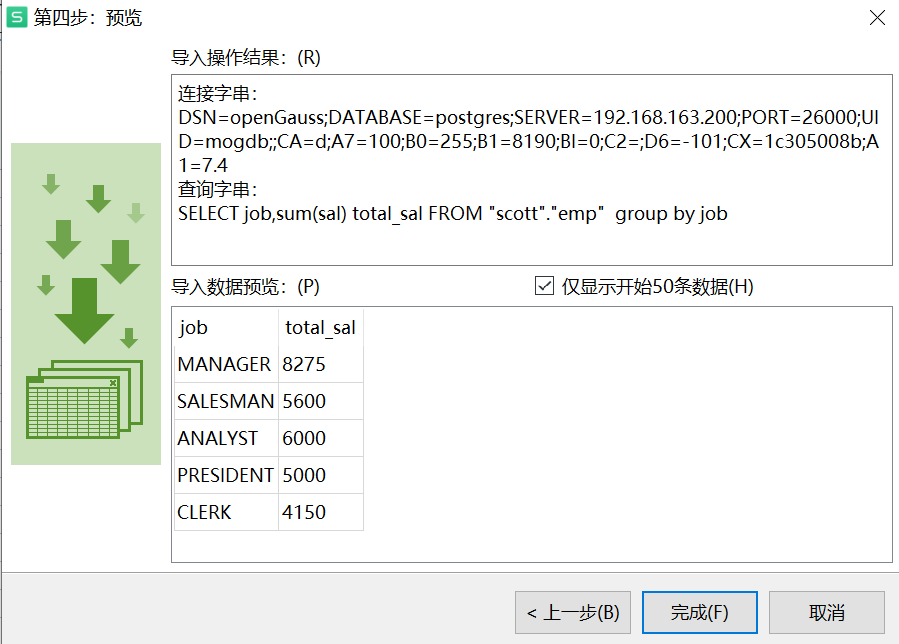 第四步：预览
导入操作结果：(R)
连接字串：
DSN=openGauss;DATABASE=postgres;SERVER=192.168.163.200;PORT=26000;UI
D=mogdb;;CA=d;A7=100;B0=255;B1=8190;BI=0;C2=;D6=-101;CX=1c305008b;A
1=7.4
查询字串：
SELECT job,sum(sal) total_sal FROM "scott"."emp"  group by job
导入数据预览：(P)
仅显示开始50条数据(H)
job total_sal
MANAGER 8275
SALESMAN 5600
ANALYST 6000
PRESIDENT 5000
CLERK 4150
< 上一步(B) 完成(F) 取消